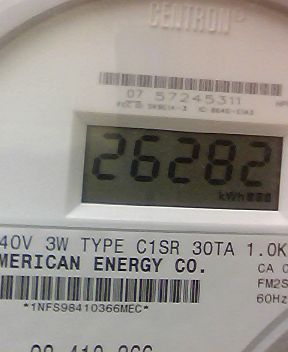 CENTRON
07 57245311
26282
kWh
40V 3W TYPE C1SR 30TA 1.0K
MERICAN ENERGY CO.
CA 0
FM2S
60Hz
*1NFS98410366MEC*